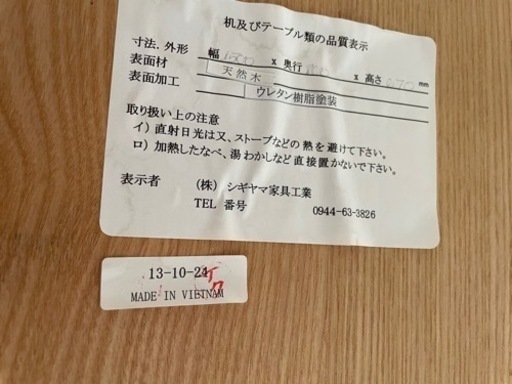 机及びテーブル類の品質表示
寸法．外形 幅 x 奥行 x 高さ mm
表面材 天然木
表面加工 ウレタン樹脂塗装
取り扱い上の注意
イ）直射日光は又、ストーブなどの熱を避けて下さい。
ロ）加熱したなべ、湯わかしなど直接置かないで下さい。
表示者 （株）シギヤマ家具工業
TEL 番号 0944-63-3826
13-10-24
MADE IN VIETNAM